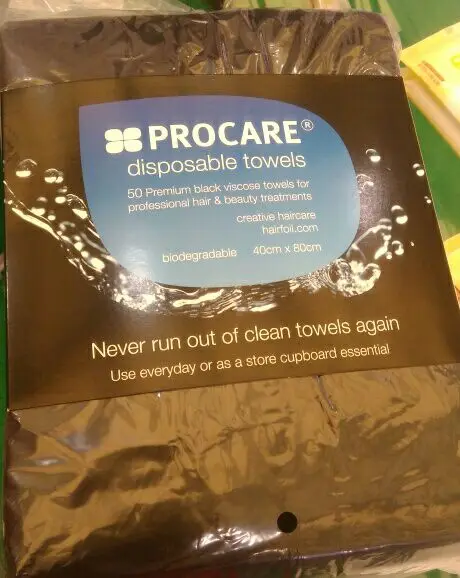 PROCARE®
disposable towels
50 Premium black viscose towels for
professional hair & beauty treatments
creative haircare
hairfoil.com
biodegradable 40cm x 80cm
Never run out of clean towels again
Use everyday or as a store cupboard essential